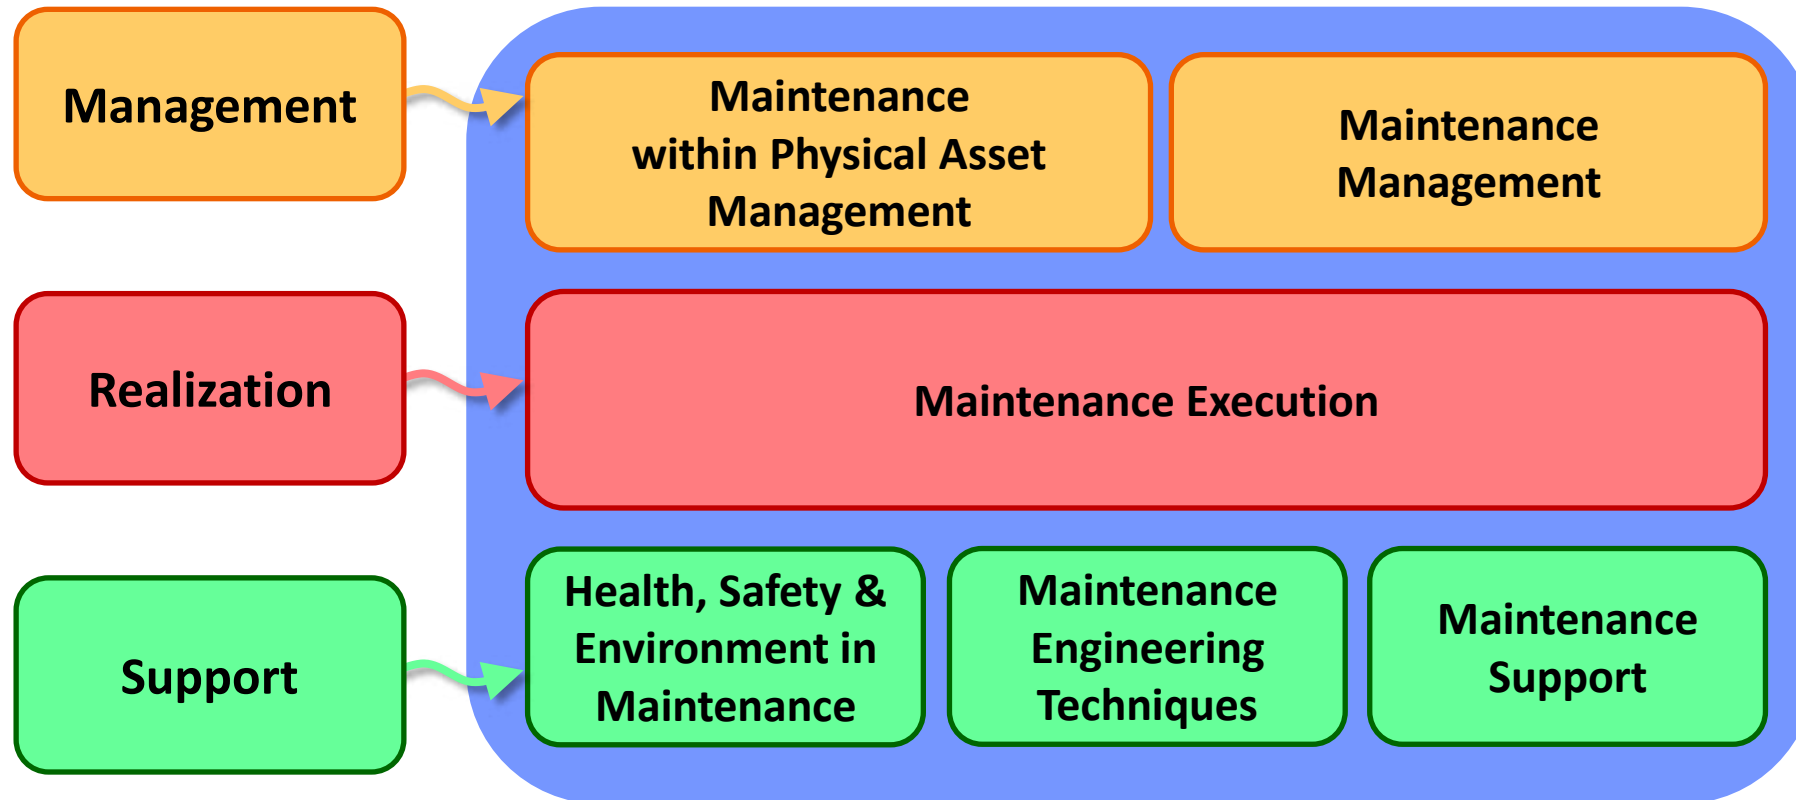 Management
Maintenance
within Physical Asset
Management
Maintenance
Management
Realization
Maintenance Execution
Support
Health, Safety &
Environment in
Maintenance
Maintenance
Engineering
Techniques
Maintenance
Support